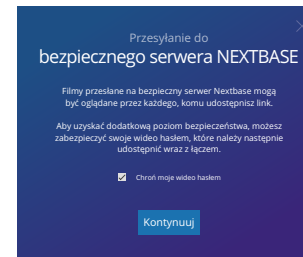 Przesyłanie do
bezpiecznego serwera NEXTBASE
Filmy przesłane na bezpieczny serwer Nextbase mogą
być oglądane przez każdego, komu udostępnisz link.
Aby uzyskać dodatkową poziom bezpieczeństwa, możesz
zabezpieczyć swoje wideo hasłem, które należy następnie
udostępnić wraz z łączem.
Chroń moje wideo hasłem
Kontynuuj